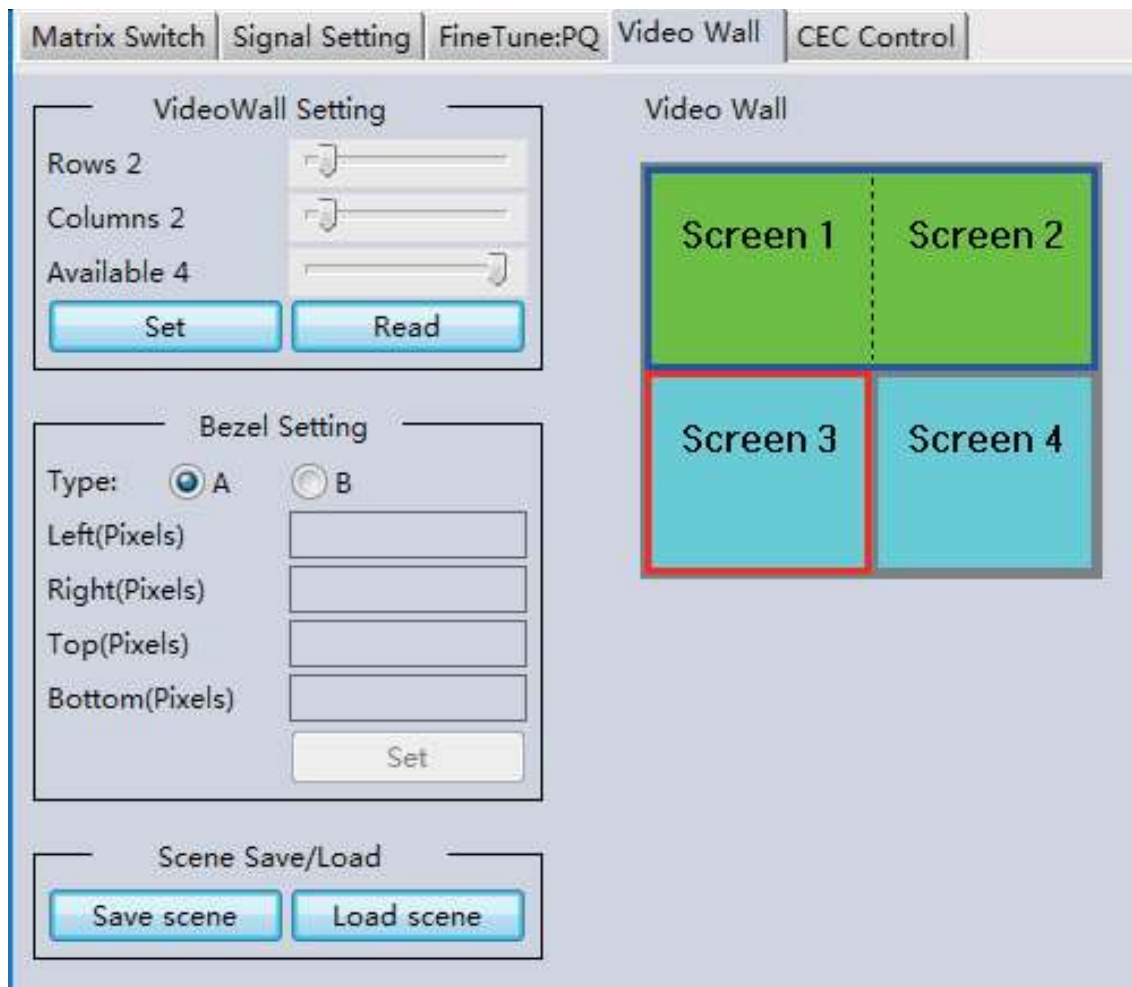 Matrix Switch Signal Setting FineTune:PQ Video Wall CEC Control
VideoWall Setting
Rows 2
Columns 2
Available 4
Set Read
Bezel Setting
Type: A B
Left(Pixels)
Right(Pixels)
Top(Pixels)
Bottom(Pixels)
Set
Scene Save/Load
Save scene Load scene
Video Wall
Screen 1 Screen 2
Screen 3 Screen 4